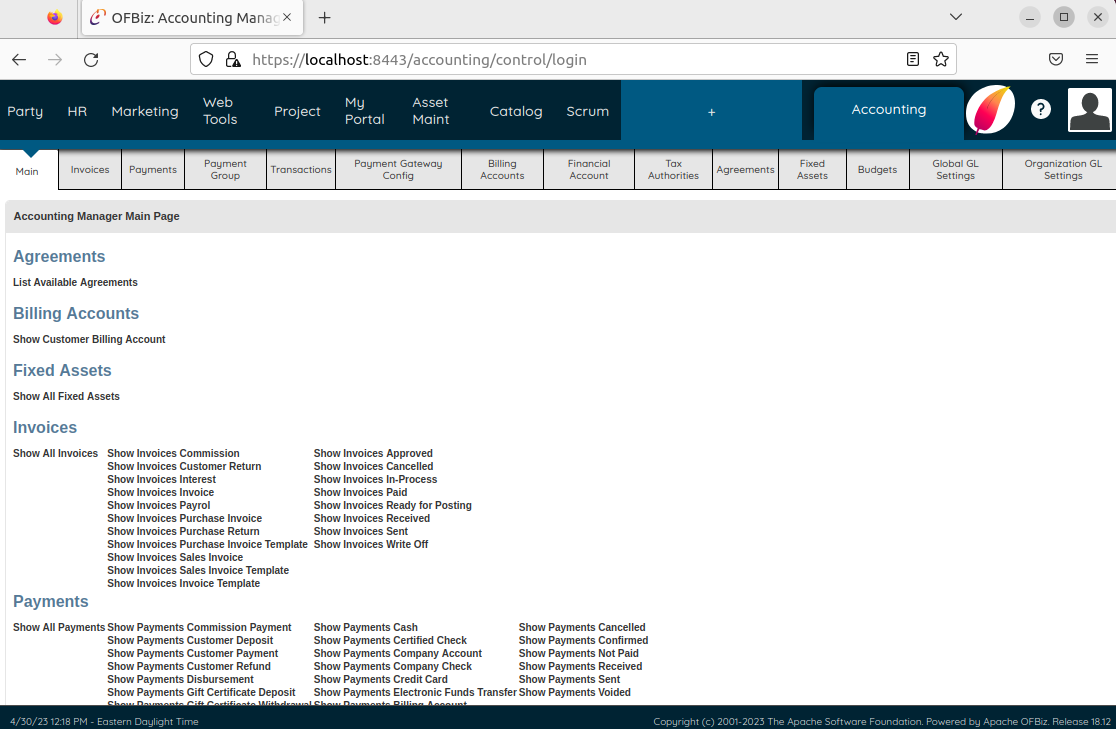 OFBiz: Accounting Manag
https://localhost:8443/accounting/control/login
Party
HR
Marketing
Web
Tools
Project
My
Portal
Asset
Maint
Catalog
Scrum
+
Accounting
?
Main
Invoices
Payments
Payment
Group
Transactions
Payment Gateway
Config
Billing
Accounts
Financial
Account
Tax
Authorities
Agreements
Fixed
Assets
Budgets
Global GL
Settings
Organization GL
Settings
Accounting Manager Main Page
Agreements
List Available Agreements
Billing Accounts
Show Customer Billing Account
Fixed Assets
Show All Fixed Assets
Invoices
Show All Invoices Show Invoices Commission Show Invoices Approved
Show Invoices Customer Return Show Invoices Cancelled
Show Invoices Interest Show Invoices In-Process
Show Invoices Invoice Show Invoices Paid
Show Invoices Payrol Show Invoices Ready for Posting
Show Invoices Purchase Invoice Show Invoices Received
Show Invoices Purchase Return Show Invoices Sent
Show Invoices Purchase Invoice Template Show Invoices Write Off
Show Invoices Sales Invoice
Show Invoices Sales Invoice Template
Show Invoices Invoice Template
Payments
Show All Payments Show Payments Commission Payment Show Payments Cash Show Payments Cancelled
Show Payments Customer Deposit Show Payments Certified Check Show Payments Confirmed
Show Payments Customer Payment Show Payments Company Account Show Payments Not Paid
Show Payments Customer Refund Show Payments Company Check Show Payments Received
Show Payments Disbursement Show Payments Credit Card Show Payments Sent
Show Payments Gift Certificate Deposit Show Payments Electronic Funds Transfer Show Payments Voided
Show Payments Gift Certificate Withdrawal Show Payments Billing Account
4/30/23 12:18 PM - Eastern Daylight Time
Copyright (c) 2001-2023 The Apache Software Foundation. Powered by Apache OFBiz. Release 18.12